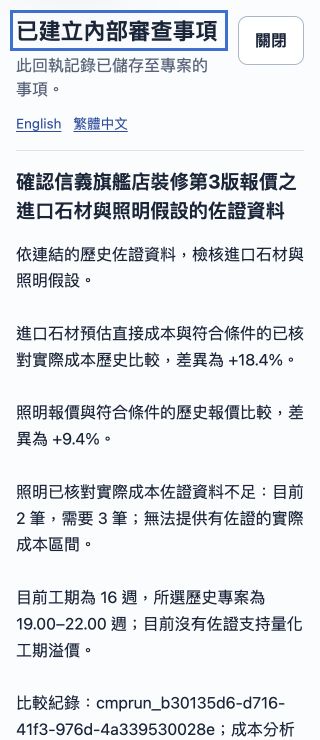 已建立內部審查事項
關閉
此回執記錄已儲存至專案的
事項。
English 繁體中文
確認信義旗艦店裝修第3版報價之
進口石材與照明假設的佐證資料
依連結的歷史佐證資料，檢核進口石材與
照明假設。
進口石材預估直接成本與符合條件的已核
對實際成本歷史比較，差異為 +18.4%。
照明報價與符合條件的歷史報價比較，差
異為 +9.4%。
照明已核對實際成本佐證資料不足：目前
2 筆，需要 3 筆；無法提供有佐證的實際
成本區間。
目前工期為 16 週，所選歷史專案為
19.00–22.00 週；目前沒有佐證支持量化
工期溢價。
比較紀錄：cmprun_b30135d6-d716-
41f3-976d-4a339530028e；成本分析